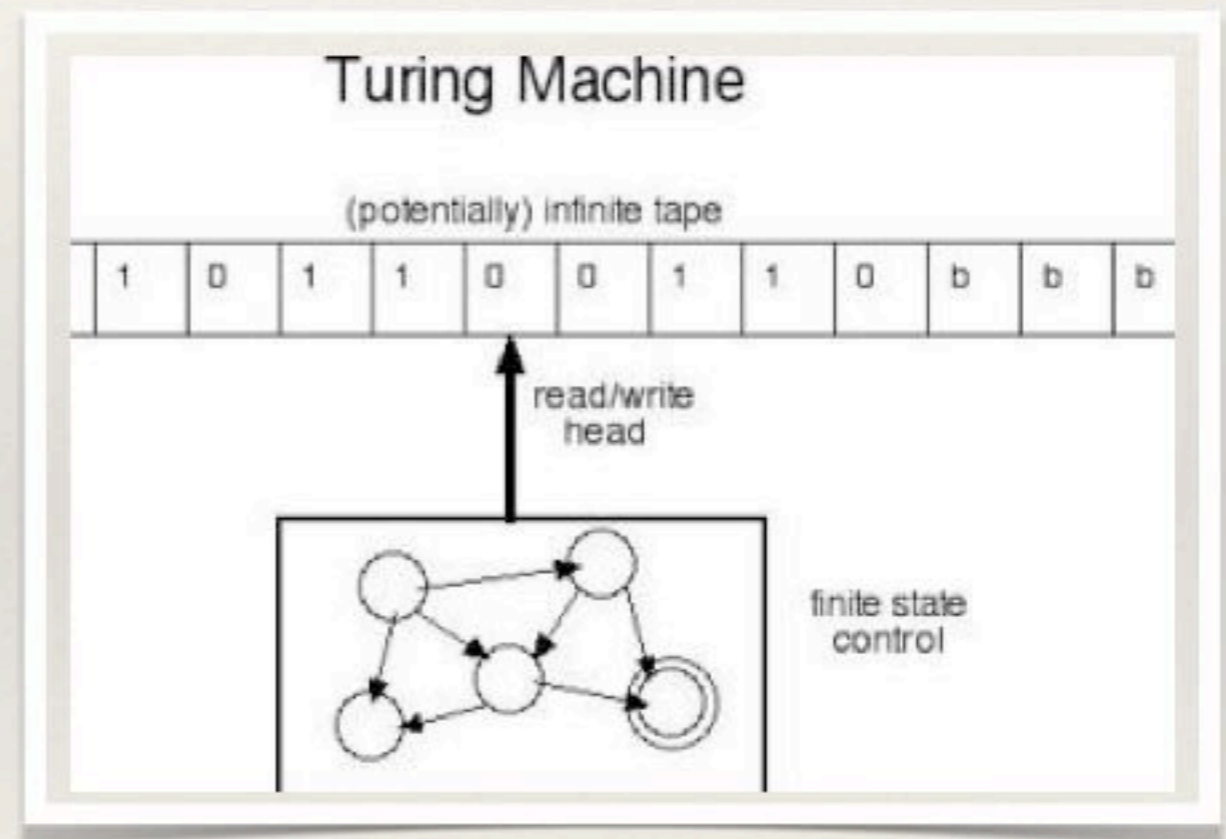 Turing Machine
(potentially) infinite tape
1 0 1 1 0 0 1 1 0 b b b
read/write
head
finite state
control